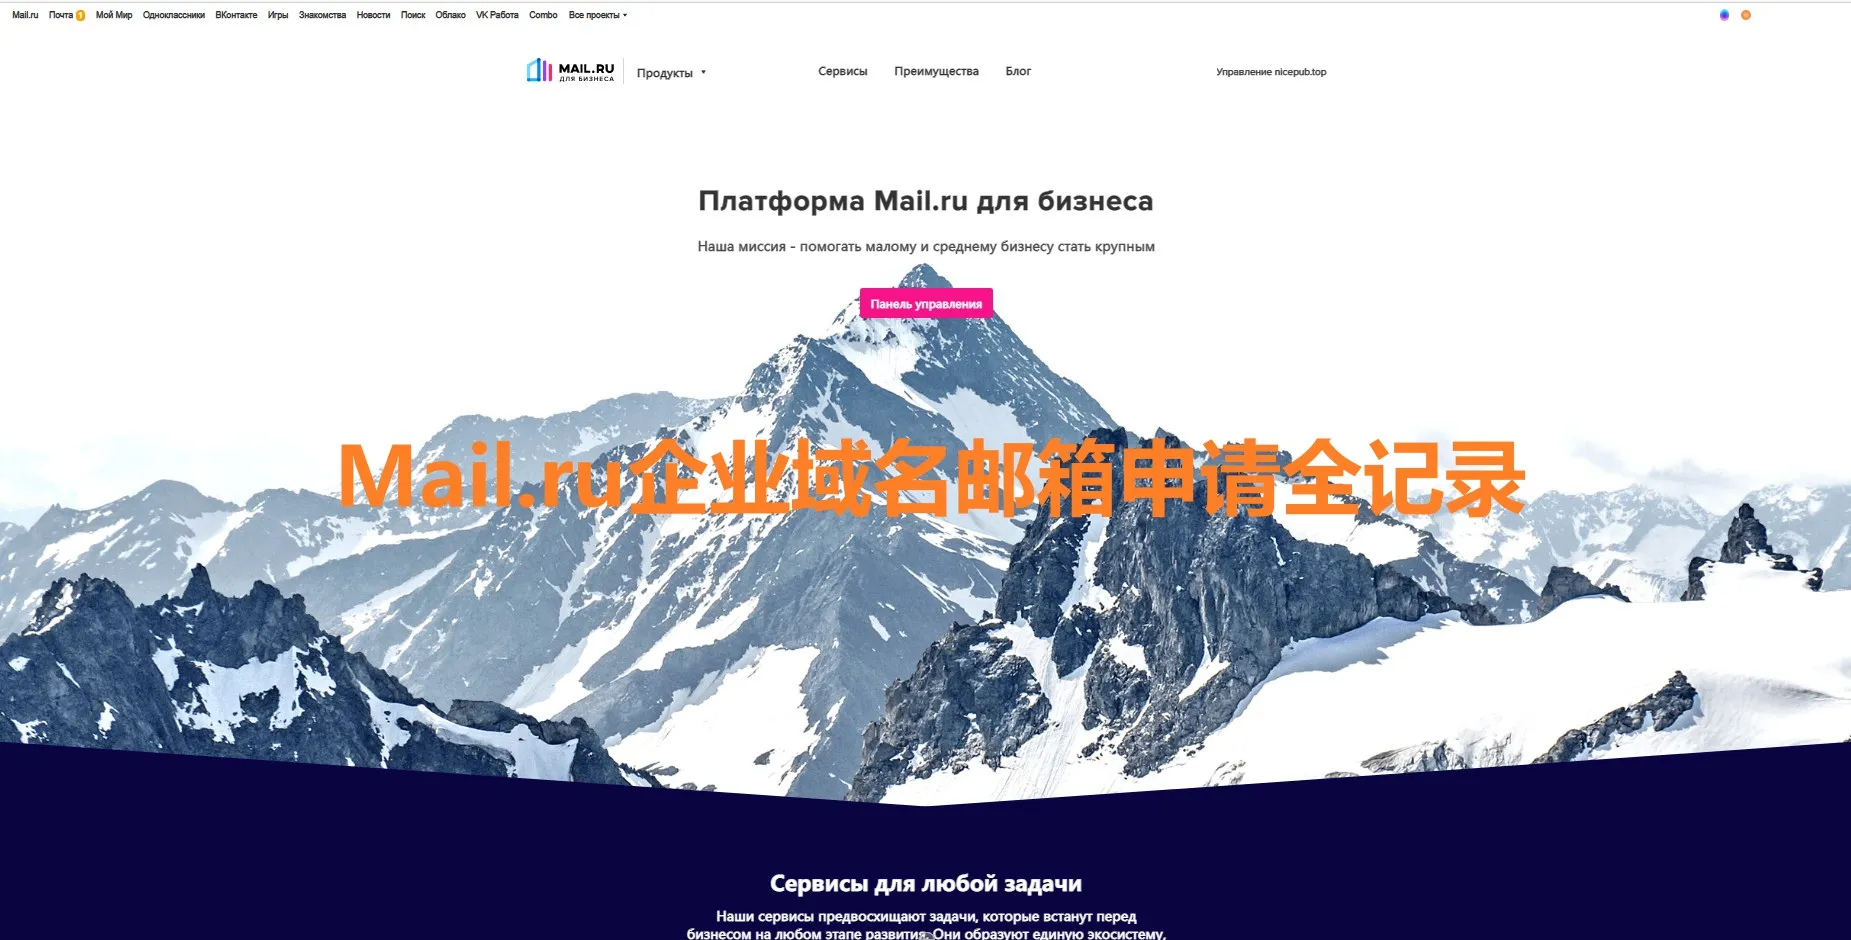 Mail.ru Почта 1 Мой Мир Одноклассники ВКонтакте Игры Знакомства Новости Поиск Облако VK Работа Combo Все проекты
MAIL.RU
ДЛЯ БИЗНЕСА
Продукты
Сервисы Преимущества Блог
Управление nicepub.top
Платформа Mail.ru для бизнеса
Наша миссия - помогать малому и среднему бизнесу стать крупным
Панель управления
Mail.ru企业域名邮箱申请全记录
Сервисы для любой задачи
Наши сервисы предвосхищают задачи, которые встанут перед
бизнесом на любом этапе развития. Они образуют единую экосистему,